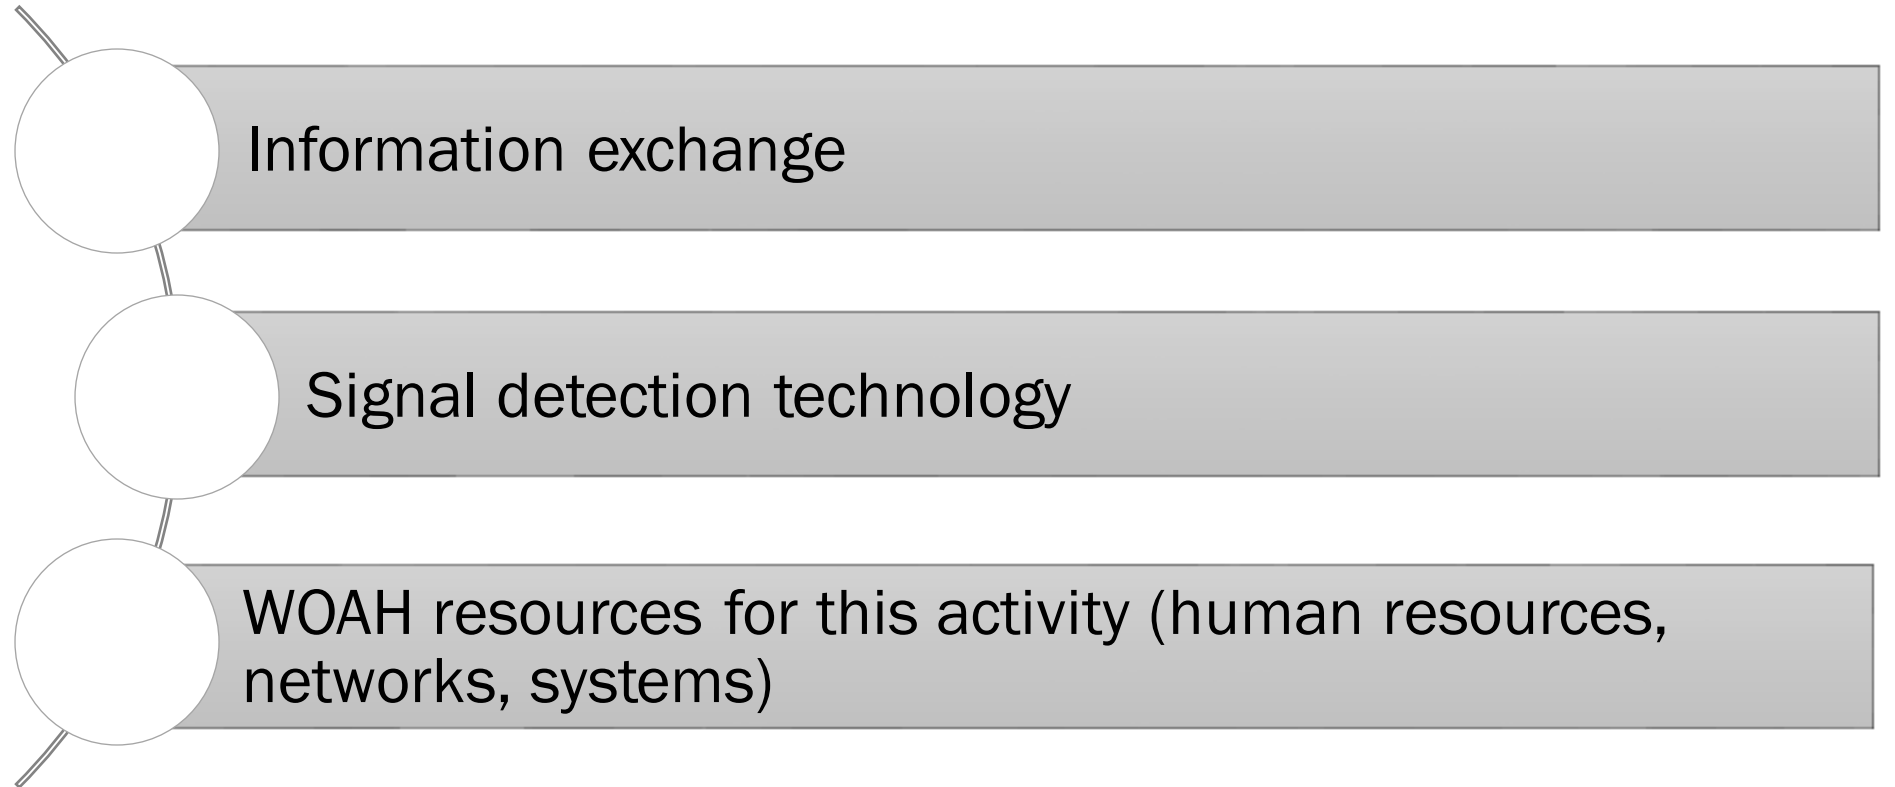 Information exchange
Signal detection technology
WOAH resources for this activity (human resources,
networks, systems)